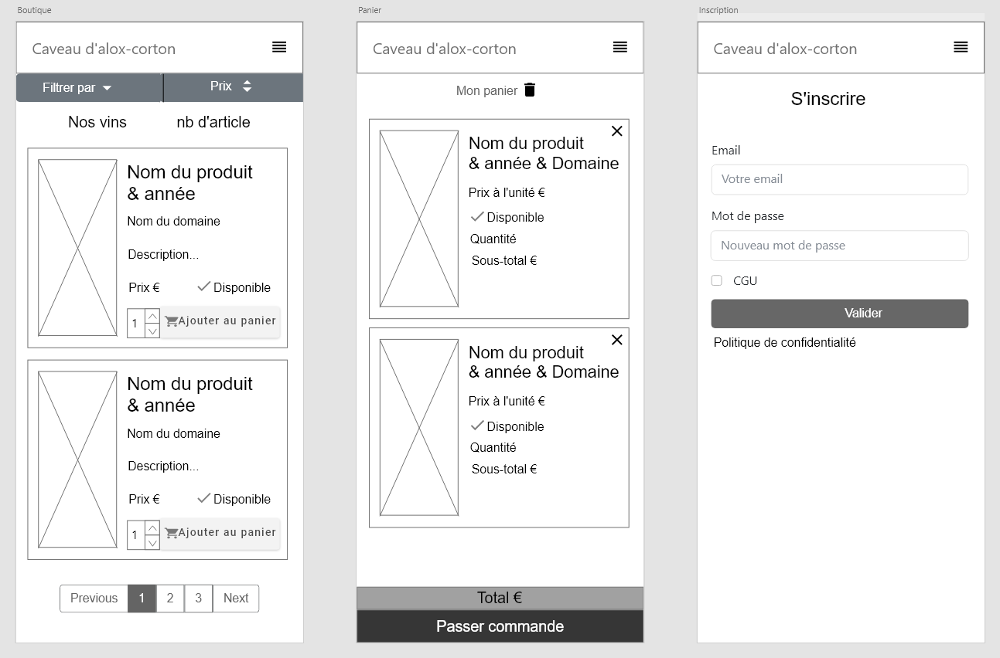 Boutique
Caveau d'alox-corton
Filtrer par
Prix
Nos vins
nb d'article
Nom du produit
& année
Nom du domaine
Description...
Prix €
Disponible
1
Ajouter au panier
Nom du produit
& année
Nom du domaine
Description...
Prix €
Disponible
1
Ajouter au panier
Previous
1
2
3
Next
Panier
Caveau d'alox-corton
Mon panier
Nom du produit
& année & Domaine
Prix à l'unité €
Disponible
Quantité
Sous-total €
Nom du produit
& année & Domaine
Prix à l'unité €
Disponible
Quantité
Sous-total €
Total €
Passer commande
Inscription
Caveau d'alox-corton
S'inscrire
Email
Votre email
Mot de passe
Nouveau mot de passe
CGU
Valider
Politique de confidentialité